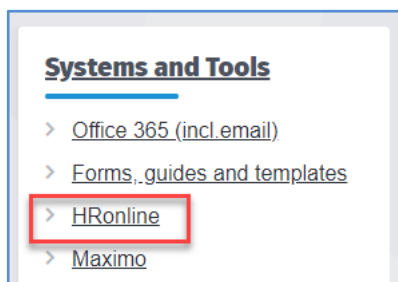 Systems and Tools
Office 365 (incl.email)
Forms, guides and templates
HRonline
Maximo